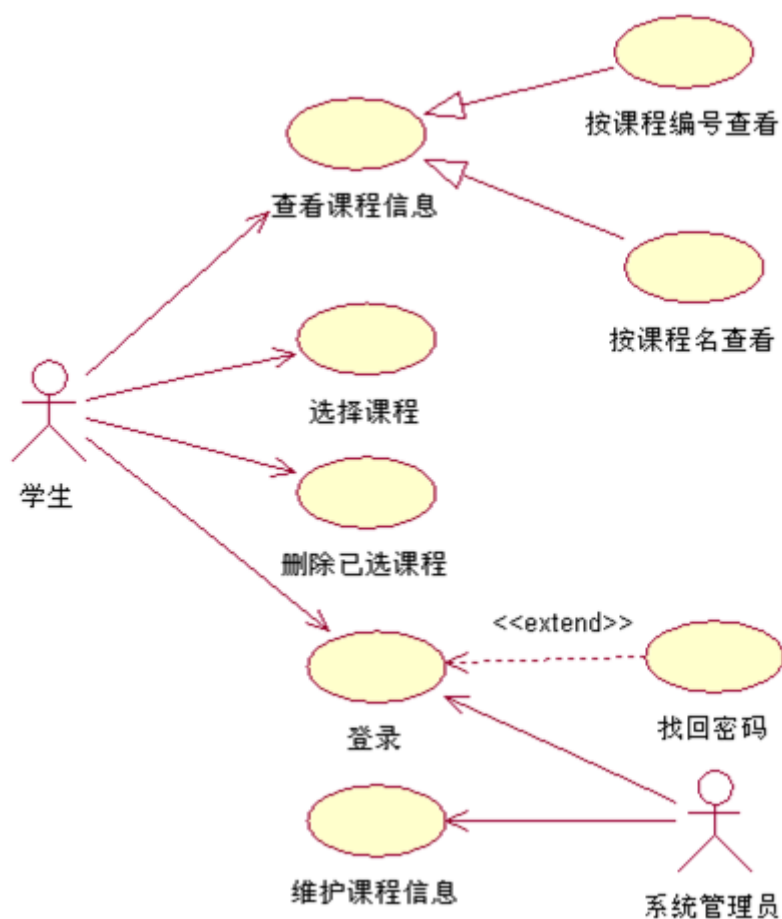 按课程编号查看
查看课程信息
按课程名查看
选择课程
学生
删除已选课程
<<extend>>
登录
找回密码
维护课程信息
系统管理员